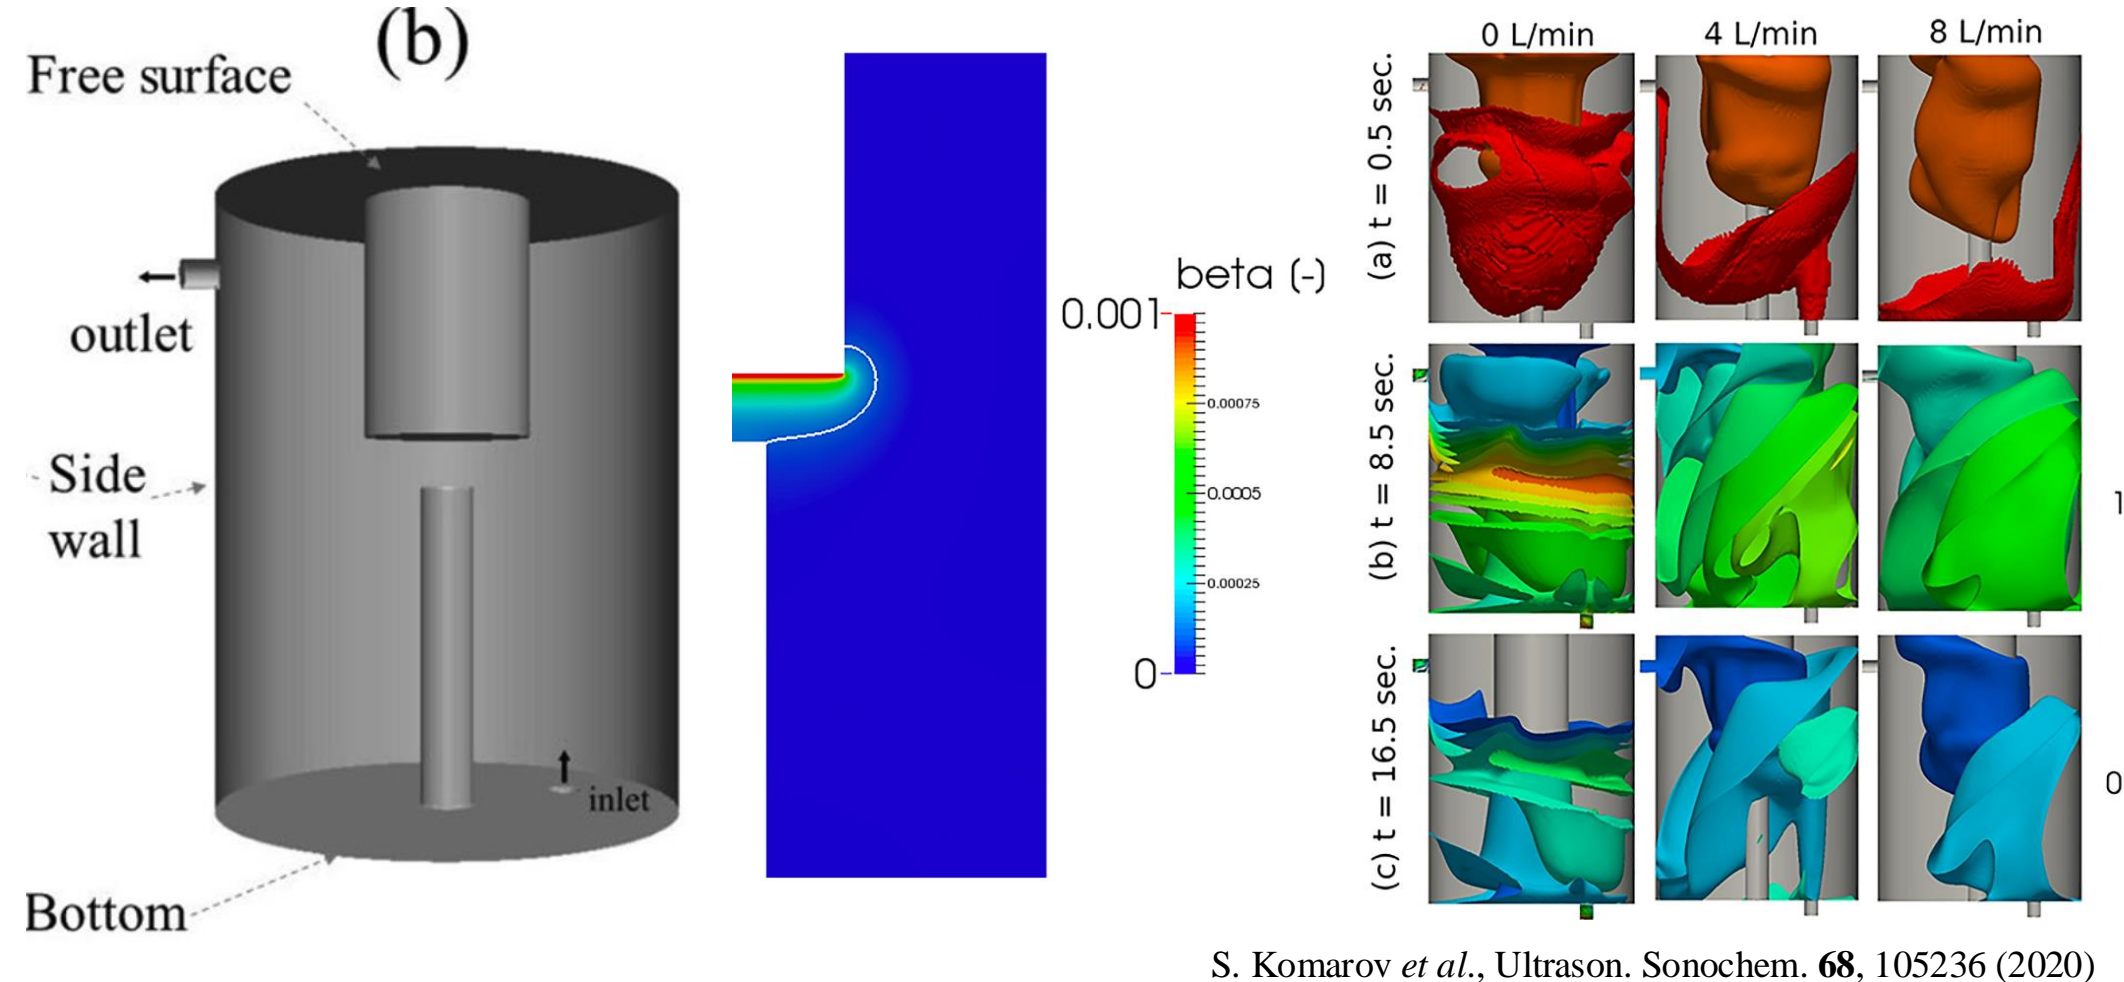 (b)
Free surface
outlet
Side
wall
inlet
Bottom
beta (-)
0.001
0.00075
0.0005
0.00025
0
0 L/min
4 L/min
8 L/min
(a) t = 0.5 sec.
(b) t = 8.5 sec.
(c) t = 16.5 sec.
1
0
S. Komarov et al., Ultrason. Sonochem. 68, 105236 (2020)